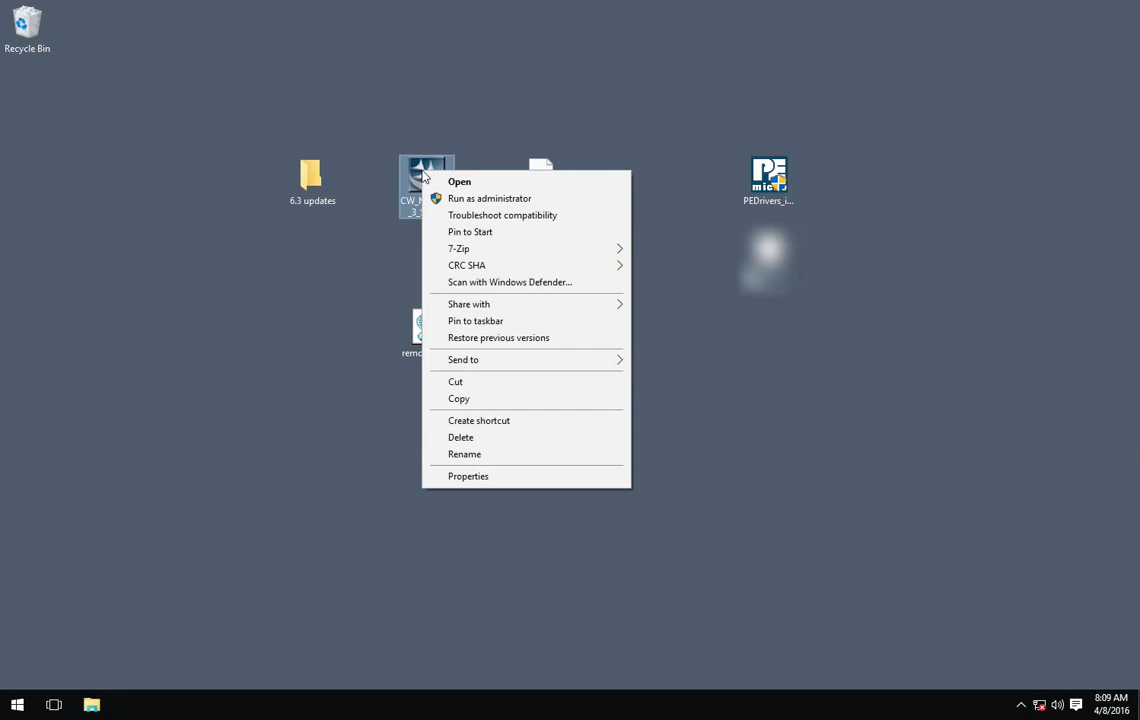 Recycle Bin
6.3 updates
Open
Run as administrator
Troubleshoot compatibility
Pin to Start
7-Zip
CRC SHA
Scan with Windows Defender...
Share with
Pin to taskbar
Restore previous versions
Send to
Cut
Copy
Create shortcut
Delete
Rename
Properties
PE
micro
PEDrivers_i...
8:09 AM
4/8/2016